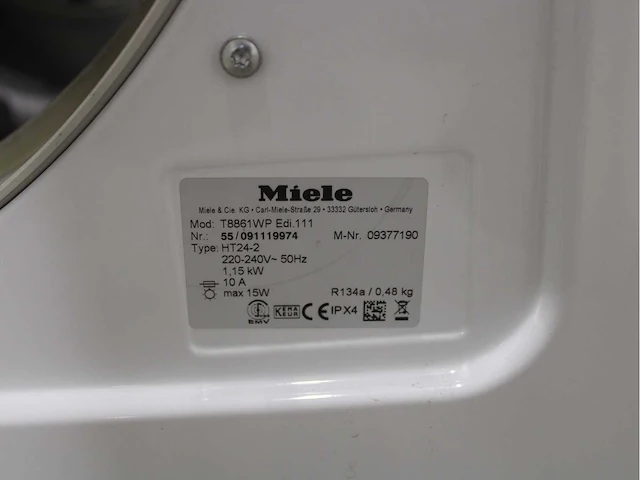 Miele
Miele & Cie. KG • Carl-Miele-Straße 29 • 33332 Gütersloh • Germany
Mod: T8861WP Edi.111
Nr.: 55/091119974 M-Nr. 09377190
Type: HT24-2
220-240V~ 50Hz
1,15 kW
10 A
max 15W R134a / 0,48 kg
EMV KEMA KEUR CE IPX4